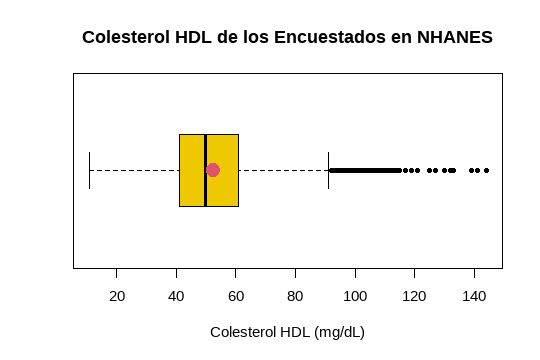 Colesterol HDL de los Encuestados en NHANES
20 40 60 80 100 120 140
Colesterol HDL (mg/dL)